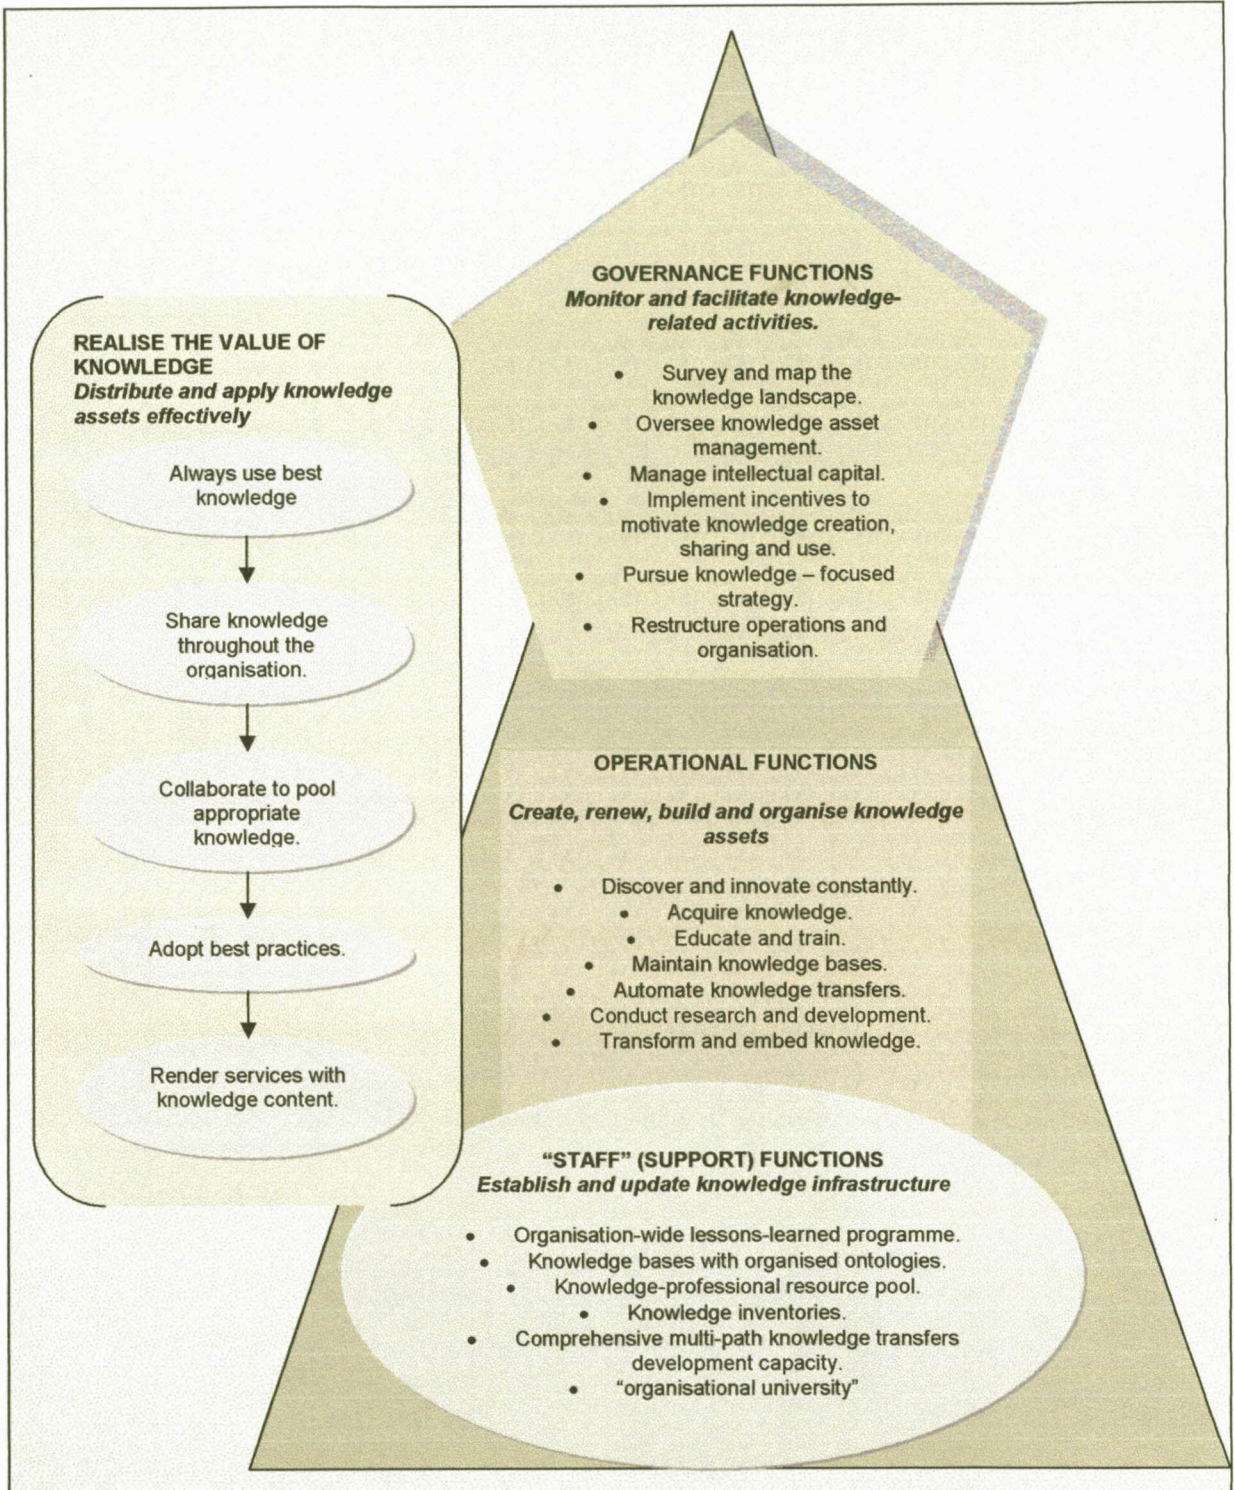 REALISE THE VALUE OF
KNOWLEDGE
Distribute and apply knowledge
assets effectively
Always use best
knowledge
Share knowledge
throughout the
organisation.
Collaborate to pool
appropriate
knowledge.
Adopt best practices.
Render services with
knowledge content.
GOVERNANCE FUNCTIONS
Monitor and facilitate knowledge-
related activities.
• Survey and map the
knowledge landscape.
• Oversee knowledge asset
management.
• Manage intellectual capital.
• Implement incentives to
motivate knowledge creation,
sharing and use.
• Pursue knowledge – focused
strategy.
• Restructure operations and
organisation.
OPERATIONAL FUNCTIONS
Create, renew, build and organise knowledge
assets
• Discover and innovate constantly.
• Acquire knowledge.
• Educate and train.
• Maintain knowledge bases.
• Automate knowledge transfers.
• Conduct research and development.
• Transform and embed knowledge.
“STAFF” (SUPPORT) FUNCTIONS
Establish and update knowledge infrastructure
• Organisation-wide lessons-learned programme.
• Knowledge bases with organised ontologies.
• Knowledge-professional resource pool.
• Knowledge inventories.
• Comprehensive multi-path knowledge transfers
development capacity.
• “organisational university”